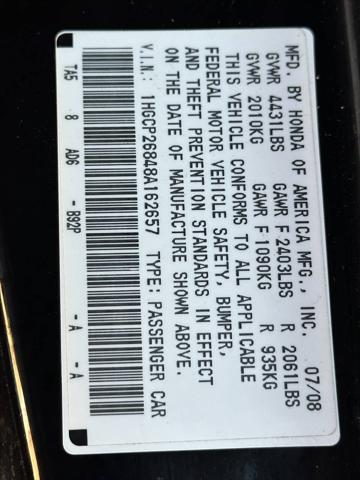 MFD. BY HONDA OF AMERICA MFG., INC. 07/08
GVWR 4431LBS GAWR F 2403LBS R 2061LBS
GVWR 2010KG GAWR F 1090KG R 935KG
THIS VEHICLE CONFORMS TO ALL APPLICABLE
FEDERAL MOTOR VEHICLE SAFETY, BUMPER,
AND THEFT PREVENTION STANDARDS IN EFFECT
ON THE DATE OF MANUFACTURE SHOWN ABOVE.
V.I.N.: 1HGCP26848A162657 TYPE: PASSENGER CAR
TA5 8 AD6 - B92P - A - A